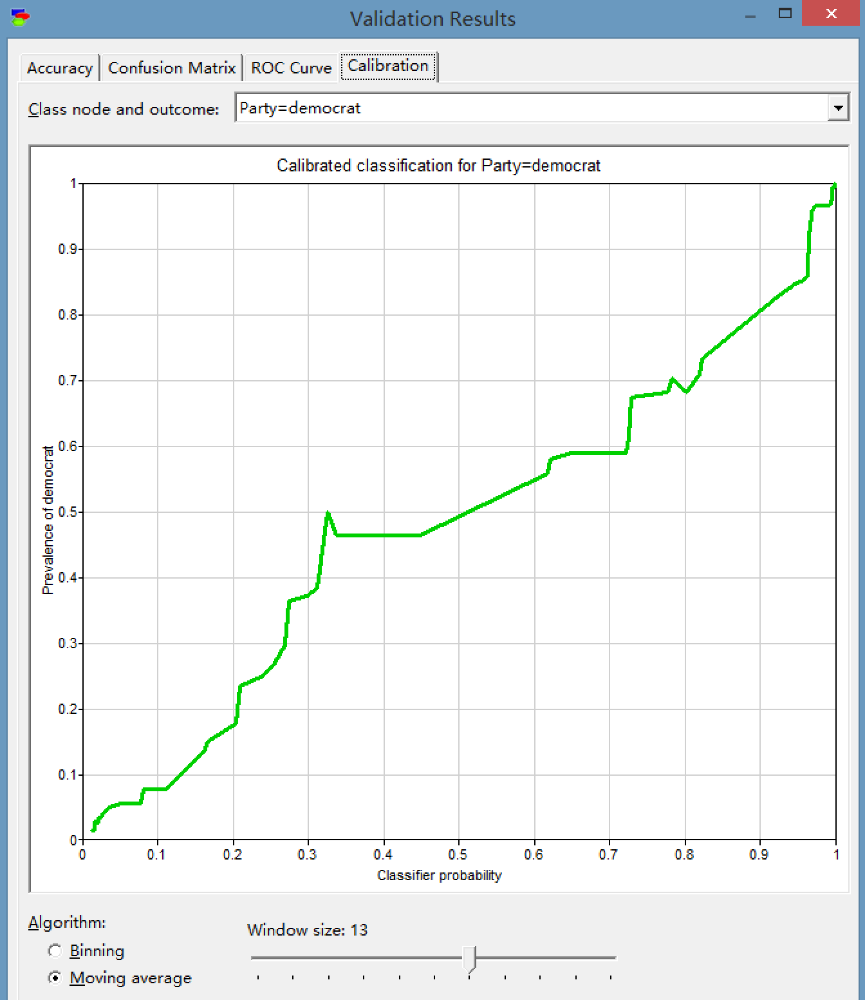 Validation Results
Accuracy Confusion Matrix ROC Curve Calibration
Class node and outcome: Party=democrat
Calibrated classification for Party=democrat
1
0.9
0.8
0.7
0.6
0.5
0.4
0.3
0.2
0.1
0
Prevalence of democrat
0 0.1 0.2 0.3 0.4 0.5 0.6 0.7 0.8 0.9 1
Classifier probability
Algorithm:
Window size: 13
Binning
Moving average